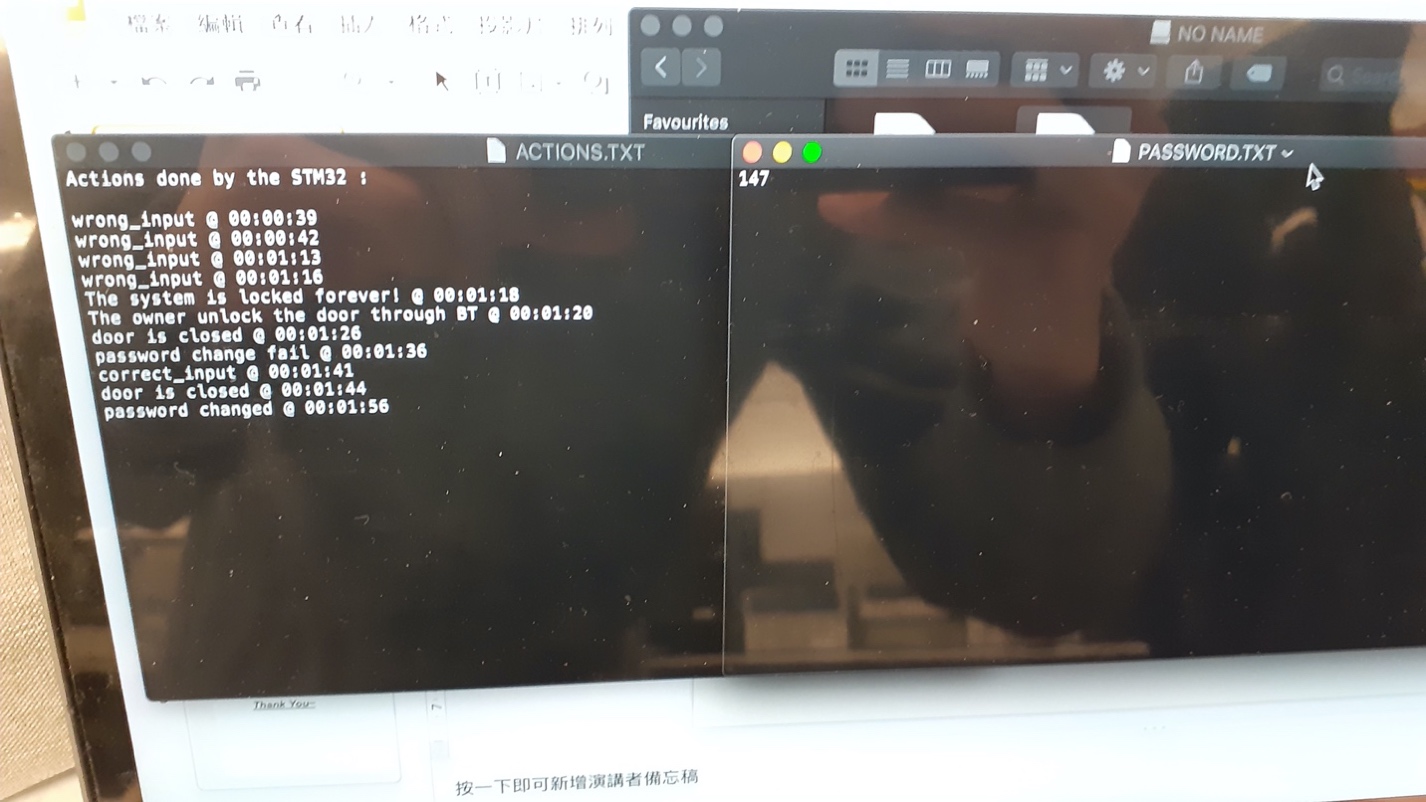 檔案 編輯 查看 插入 格式 投影片 排列
NO NAME
Favourites
ACTIONS.TXT
Actions done by the STM32 :
wrong_input @ 00:00:39
wrong_input @ 00:00:42
wrong_input @ 00:01:13
wrong_input @ 00:01:16
The system is locked forever! @ 00:01:18
The owner unlock the door through BT @ 00:01:20
door is closed @ 00:01:26
password change fail @ 00:01:36
correct_input @ 00:01:41
door is closed @ 00:01:44
password changed @ 00:01:56
PASSWORD.TXT
147
Thank You~
按一下即可新增演講者備忘稿